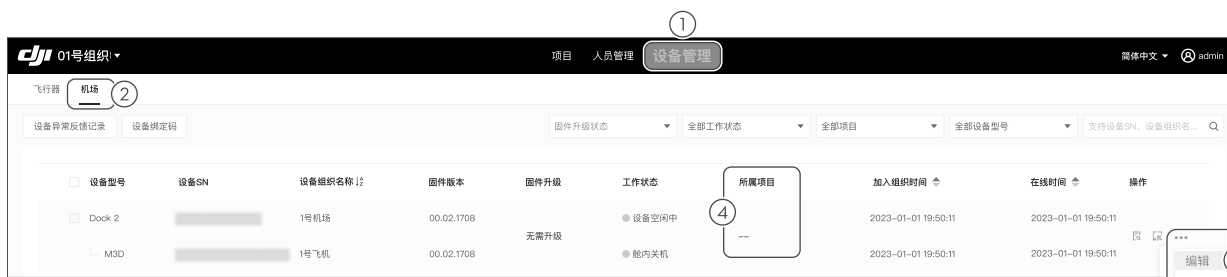 ①
dji 01号组织 ▾ 项目 人员管理 设备管理 简体中文 ▾ admin
飞行器 机场 ②
设备异常反馈记录 设备绑定码 固件升级状态 全部工作状态 全部项目 全部设备型号 支持设备SN、设备组织名...
设备型号 设备SN 设备组织名称 固件版本 固件升级 工作状态 所属项目 加入组织时间 在线时间 操作
Dock 2 1号机场 00.02.1708 设备空闲中 ④ 2023-01-01 19:50:11 2023-01-01 19:50:11
无需升级 -- ...
M3D 1号飞机 00.02.1708 舱内关机 2023-01-01 19:50:11 2023-01-01 19:50:11
编辑